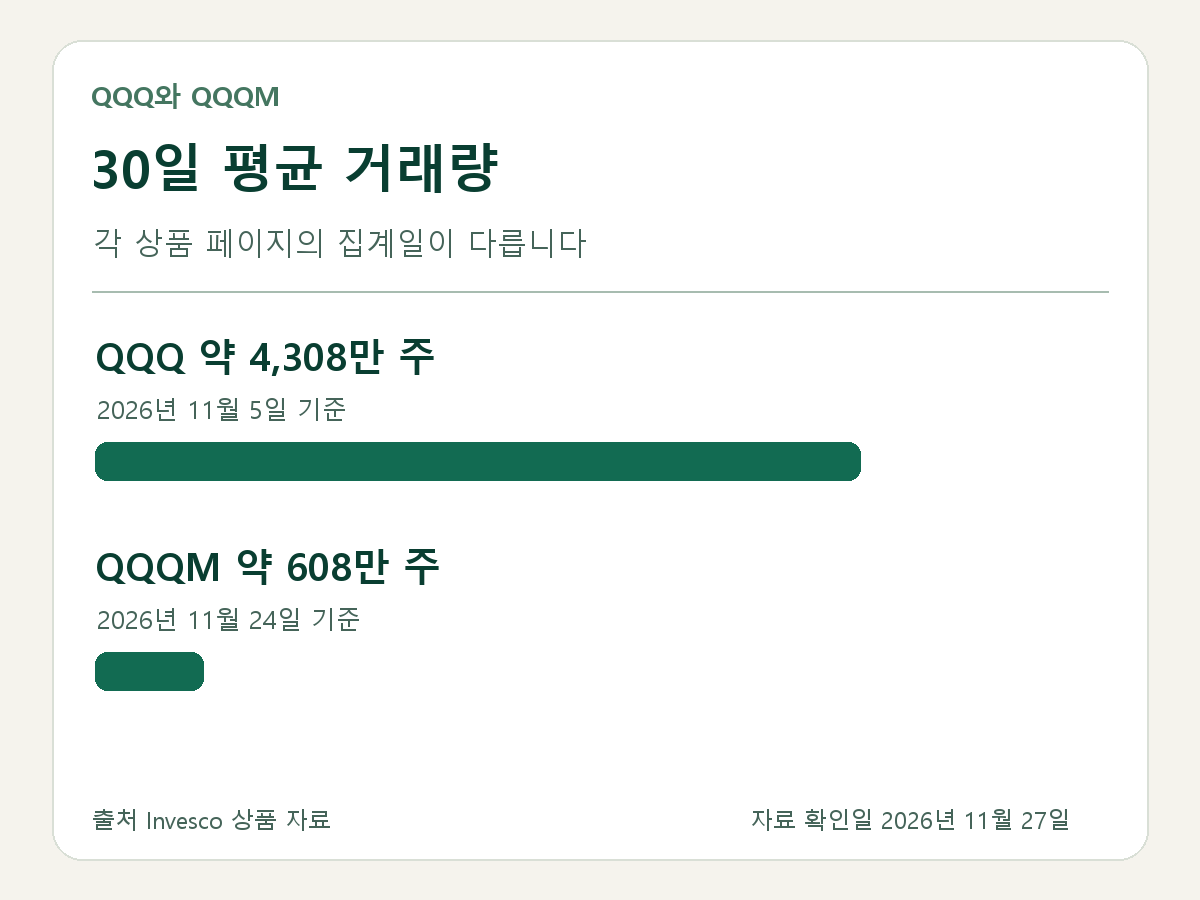 QQQ와 QQQM
30일 평균 거래량
각 상품 페이지의 집계일이 다릅니다
QQQ 약 4,308만 주
2026년 11월 5일 기준
QQQM 약 608만 주
2026년 11월 24일 기준
출처 Invesco 상품 자료
자료 확인일 2026년 11월 27일